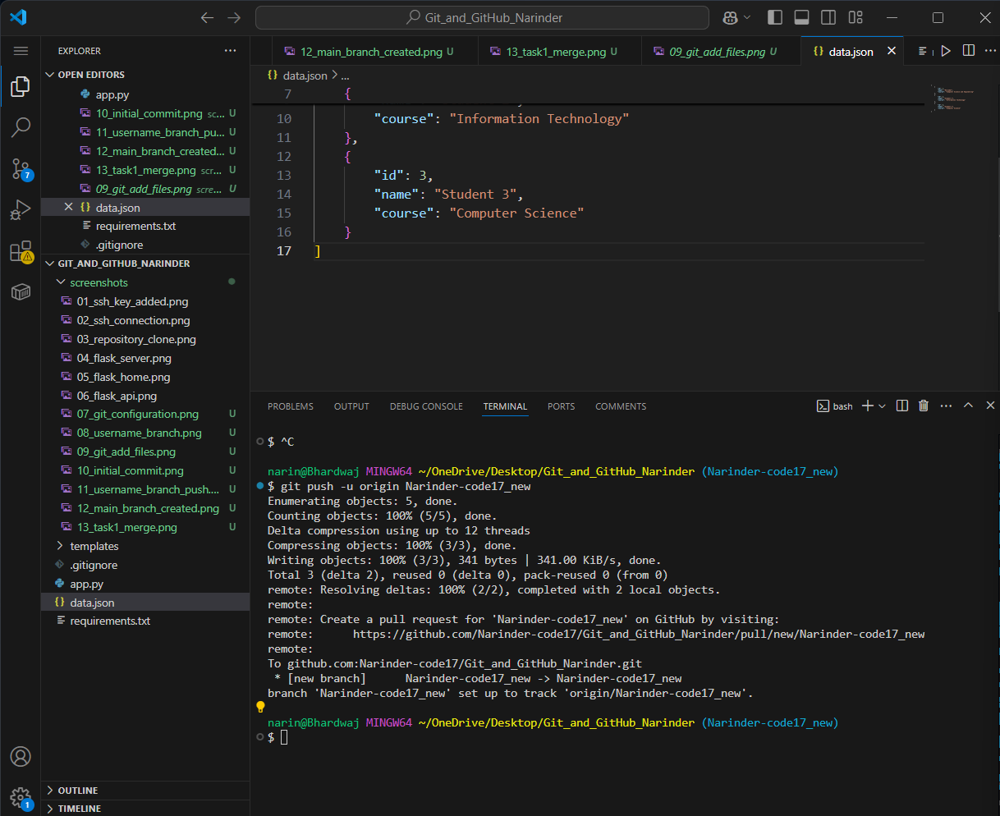 Git_and_GitHub_Narinder
EXPLORER
OPEN EDITORS
app.py
10_initial_commit.png sc... U
11_username_branch_pu... U
12_main_branch_created... U
13_task1_merge.png scr... U
09_git_add_files.png scre... U
data.json
requirements.txt
.gitignore
GIT_AND_GITHUB_NARINDER
screenshots
01_ssh_key_added.png
02_ssh_connection.png
03_repository_clone.png
04_flask_server.png
05_flask_home.png
06_flask_api.png
07_git_configuration.png U
08_username_branch.png U
09_git_add_files.png U
10_initial_commit.png U
11_username_branch_push.... U
12_main_branch_created.png U
13_task1_merge.png U
templates
.gitignore
app.py
data.json
requirements.txt
OUTLINE
TIMELINE
7
1
12_main_branch_created.png U
13_task1_merge.png U
09_git_add_files.png U
data.json
data.json > ...
7 {
10 "course": "Information Technology"
11 },
12 {
13 "id": 3,
14 "name": "Student 3",
15 "course": "Computer Science"
16 }
17 ]
PROBLEMS OUTPUT DEBUG CONSOLE TERMINAL PORTS COMMENTS bash
$ ^C
narin@Bhardwaj MINGW64 ~/OneDrive/Desktop/Git_and_GitHub_Narinder (Narinder-code17_new)
$ git push -u origin Narinder-code17_new
Enumerating objects: 5, done.
Counting objects: 100% (5/5), done.
Delta compression using up to 12 threads
Compressing objects: 100% (3/3), done.
Writing objects: 100% (3/3), 341 bytes | 341.00 KiB/s, done.
Total 3 (delta 2), reused 0 (delta 0), pack-reused 0 (from 0)
remote: Resolving deltas: 100% (2/2), completed with 2 local objects.
remote:
remote: Create a pull request for 'Narinder-code17_new' on GitHub by visiting:
remote:      https://github.com/Narinder-code17/Git_and_GitHub_Narinder/pull/new/Narinder-code17_new
remote:
To github.com:Narinder-code17/Git_and_GitHub_Narinder.git
 * [new branch]      Narinder-code17_new -> Narinder-code17_new
branch 'Narinder-code17_new' set up to track 'origin/Narinder-code17_new'.
narin@Bhardwaj MINGW64 ~/OneDrive/Desktop/Git_and_GitHub_Narinder (Narinder-code17_new)
$